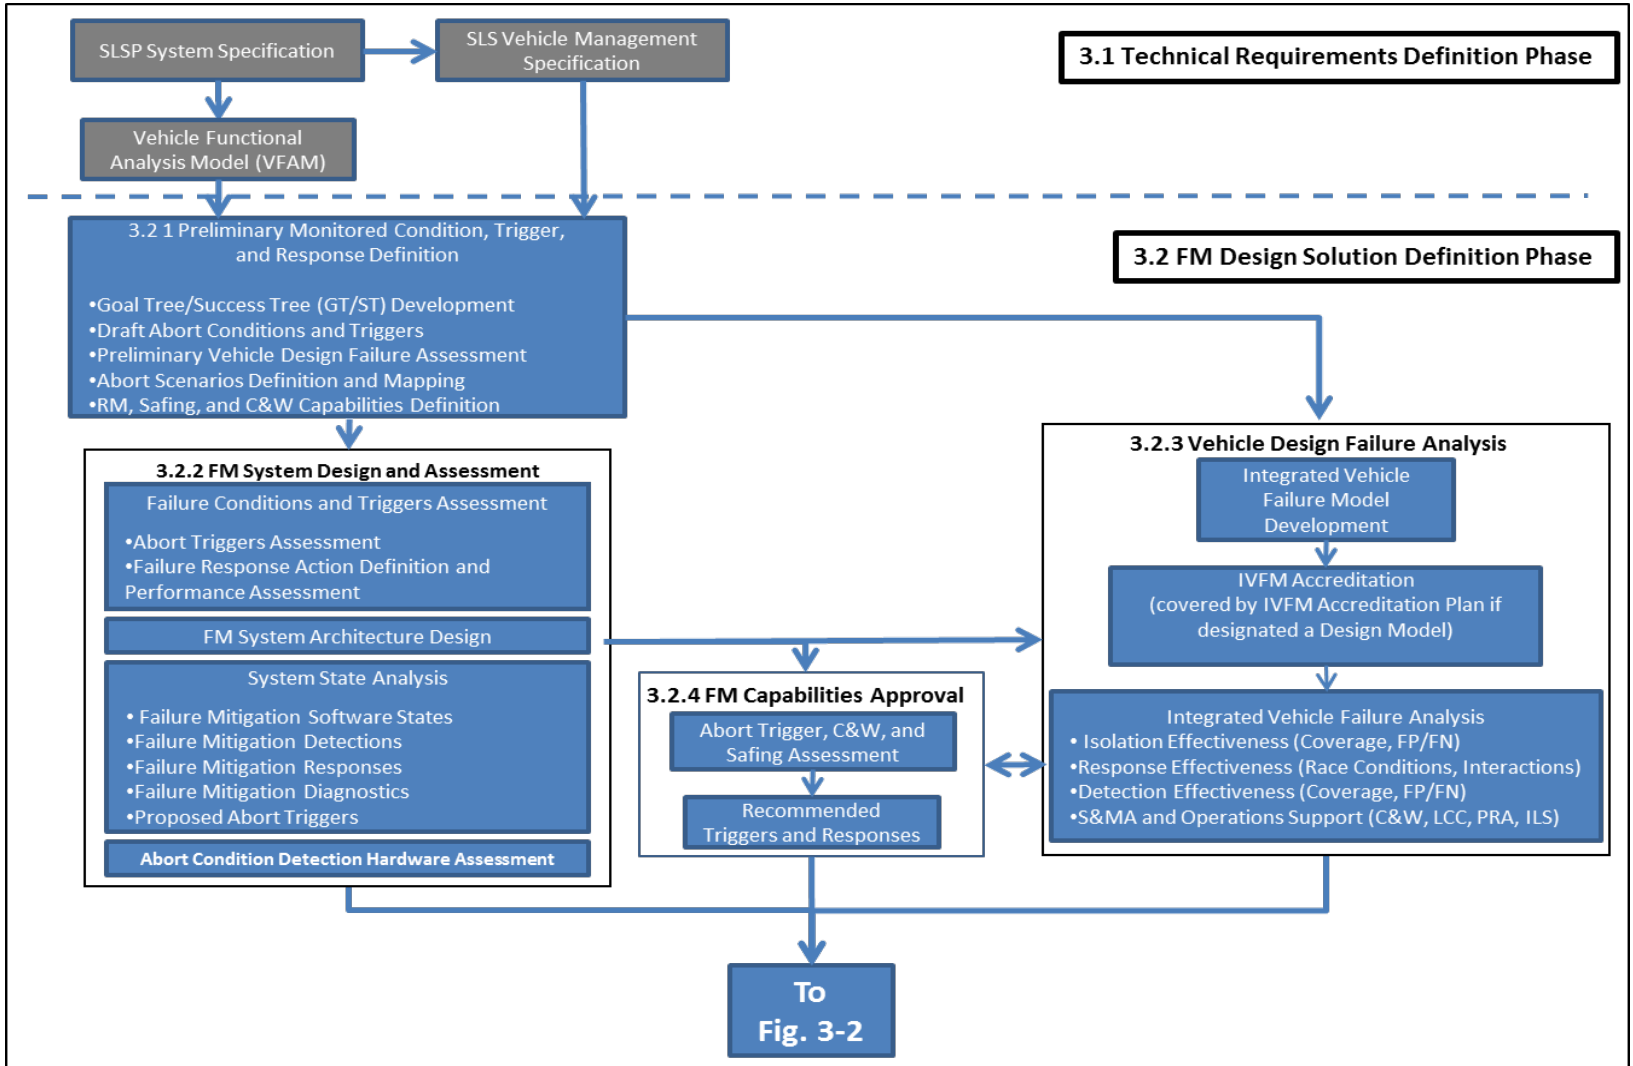 SLSP System Specification
SLS Vehicle Management
Specification
3.1 Technical Requirements Definition Phase
Vehicle Functional
Analysis Model (VFAM)
3.2 1 Preliminary Monitored Condition, Trigger,
and Response Definition
•Goal Tree/Success Tree (GT/ST) Development
•Draft Abort Conditions and Triggers
•Preliminary Vehicle Design Failure Assessment
•Abort Scenarios Definition and Mapping
•RM, Safing, and C&W Capabilities Definition
3.2 FM Design Solution Definition Phase
3.2.2 FM System Design and Assessment
Failure Conditions and Triggers Assessment
•Abort Triggers Assessment
•Failure Response Action Definition and
Performance Assessment
FM System Architecture Design
System State Analysis
• Failure Mitigation Software States
•Failure Mitigation Detections
•Failure Mitigation Responses
•Failure Mitigation Diagnostics
•Proposed Abort Triggers
Abort Condition Detection Hardware Assessment
3.2.4 FM Capabilities Approval
Abort Trigger, C&W, and
Safing Assessment
Recommended
Triggers and Responses
3.2.3 Vehicle Design Failure Analysis
Integrated Vehicle
Failure Model
Development
IVFM Accreditation
(covered by IVFM Accreditation Plan if
designated a Design Model)
Integrated Vehicle Failure Analysis
• Isolation Effectiveness (Coverage, FP/FN)
•Response Effectiveness (Race Conditions, Interactions)
•Detection Effectiveness (Coverage, FP/FN)
•S&MA and Operations Support (C&W, LCC, PRA, ILS)
To
Fig. 3-2